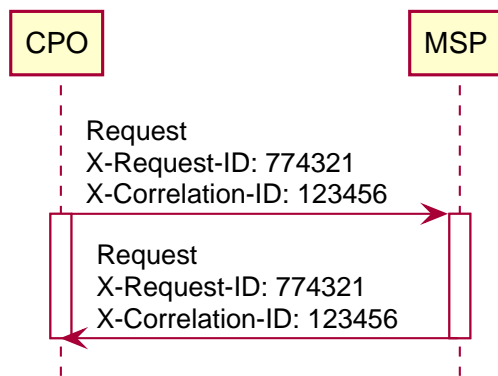 CPO
MSP
Request
X-Request-ID: 774321
X-Correlation-ID: 123456
Request
X-Request-ID: 774321
X-Correlation-ID: 123456